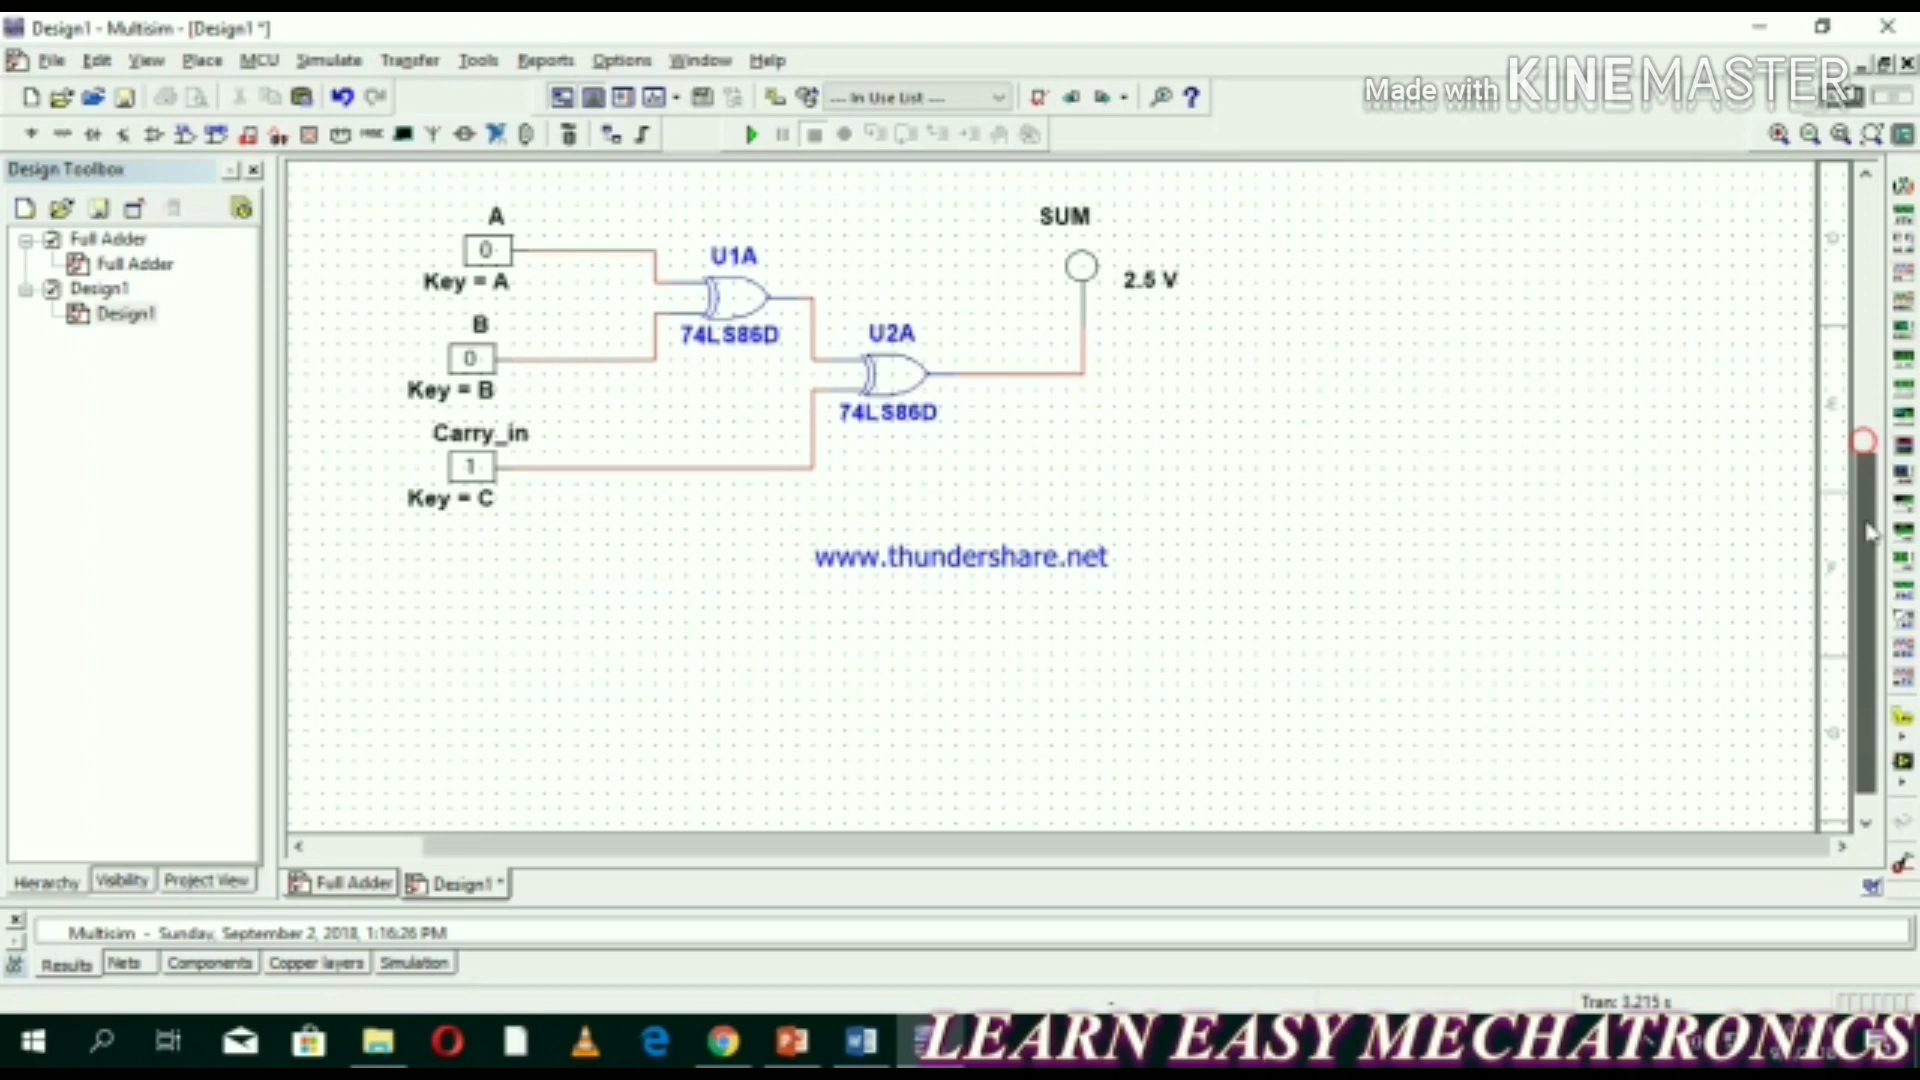 Design1 - Multisim - [Design1 *]
File Edit View Place MCU Simulate Transfer Tools Reports Options Window Help
Made with KINEMASTER
--- In Use List ---
Design Toolbox
Full Adder
Full Adder
Design1
Design1
A
0
Key = A
B
0
Key = B
Carry_in
1
Key = C
U1A
74LS86D
U2A
74LS86D
SUM
2.5 V
www.thundershare.net
Hierarchy Visibility Project View
Full Adder Design1 *
Multisim - Sunday, September 2, 2018, 1:16:26 PM
Results Nets Components Copper layers Simulation
Tran: 3.215 s
LEARN EASY MECHATRONICS